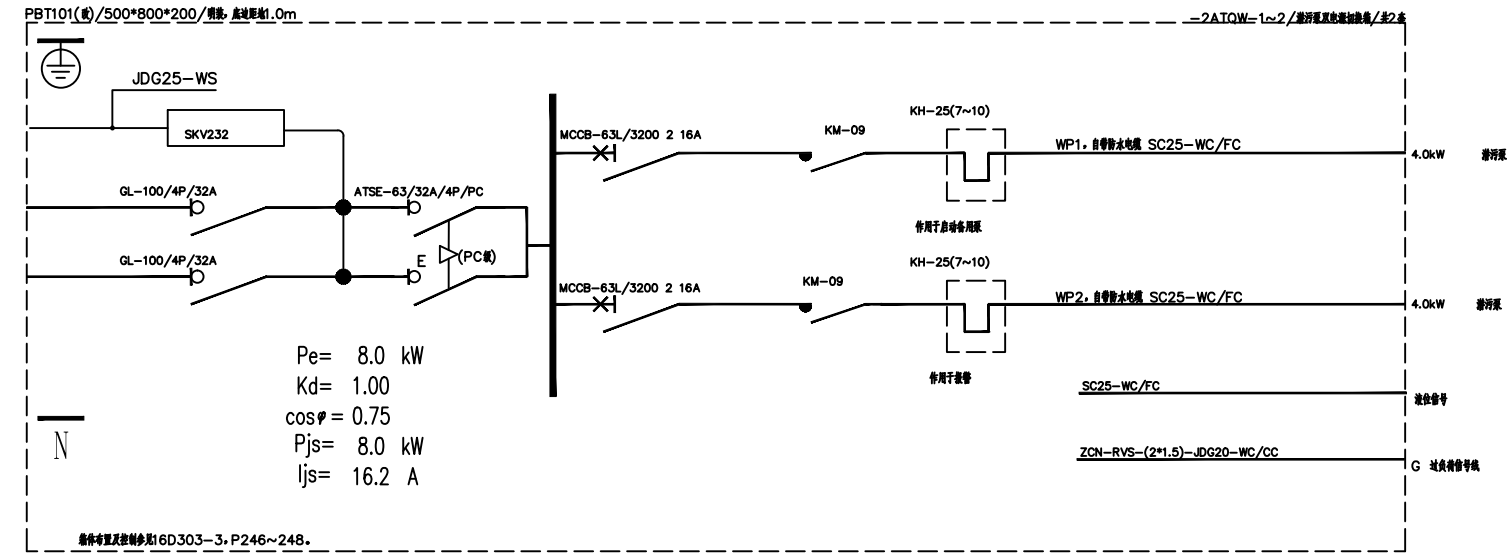 PBT101(改)/500*800*200/明装, 底边距地1.0m
-2ATQW-1~2/潜污泵双电源切换箱/共2台
JDG25-WS
SKV232
KH-25(7~10)
KM-09
MCCB-63L/3200 2 16A
WP1, 自带防水电缆 SC25-WC/FC
4.0kW 潜污泵
GL-100/4P/32A
ATSE-63/32A/4P/PC
作用于启动备用泵
GL-100/4P/32A
E
(PC级)
KH-25(7~10)
KM-09
MCCB-63L/3200 2 16A
WP2, 自带防水电缆 SC25-WC/FC
4.0kW 潜污泵
Pe= 8.0 kW
Kd= 1.00
cosφ= 0.75
Pjs= 8.0 kW
Ijs= 16.2 A
作用于报警
SC25-WC/FC
液位信号
N
ZCN-RVS-(2*1.5)-JDG20-WC/CC
G 过负荷信号线
箱体布置及控制参见16D303-3, P246~248。